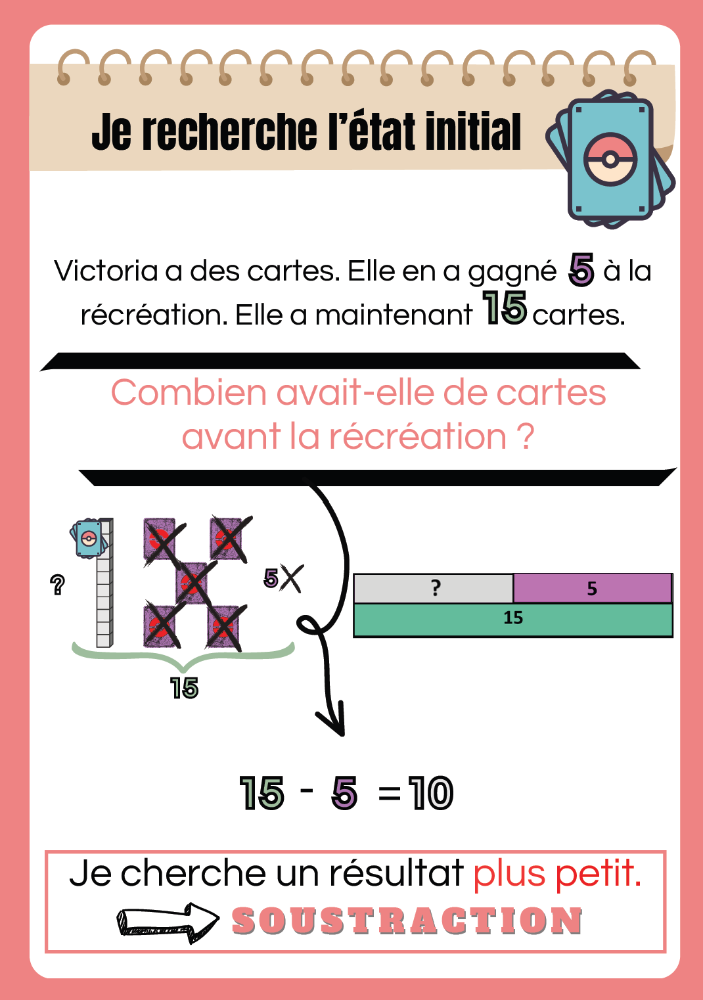 Je recherche l'état initial
Victoria a des cartes. Elle en a gagné 5 à la
récréation. Elle a maintenant 15 cartes.
Combien avait-elle de cartes
avant la récréation ?
?
5
?
5
15
15
15 - 5 = 10
Je cherche un résultat plus petit.
SOUSTRACTION